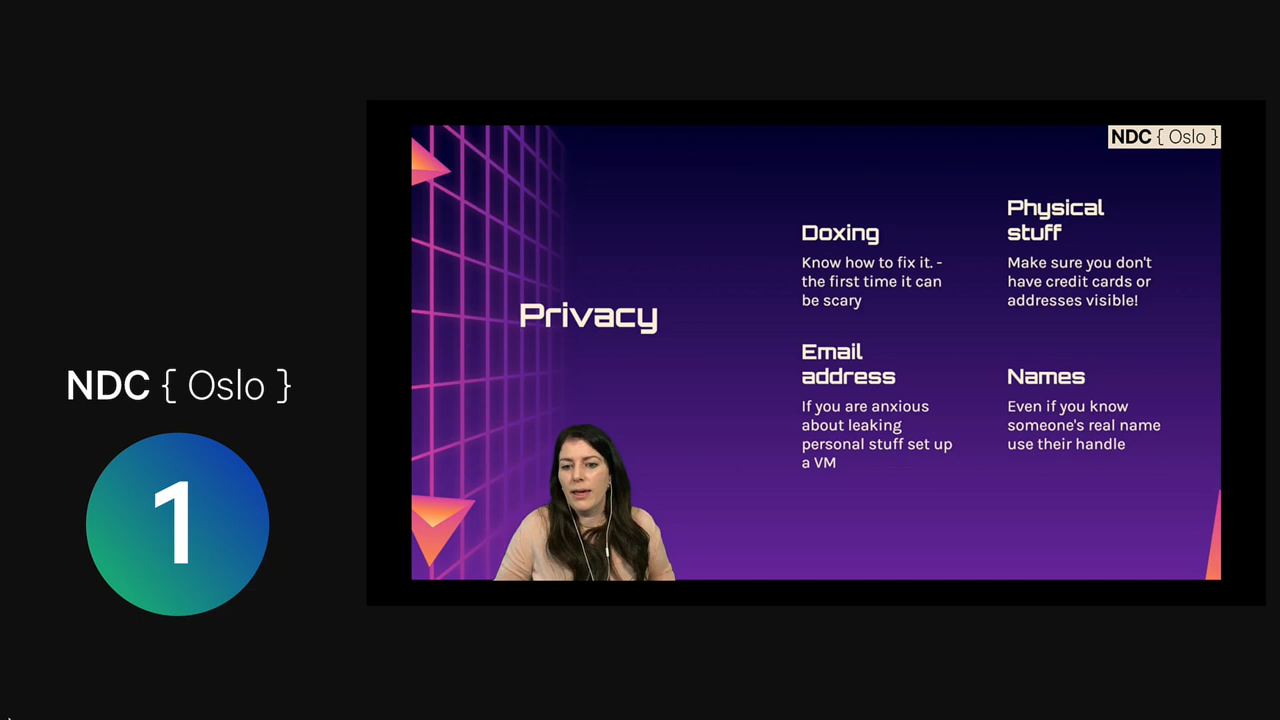 NDC { Oslo }
1
NDC { Oslo }
Privacy
Doxing
Know how to fix it. -
the first time it can
be scary
Physical
stuff
Make sure you don't
have credit cards or
addresses visible!
Email
address
If you are anxious
about leaking
personal stuff set up
a VM
Names
Even if you know
someone's real name
use their handle